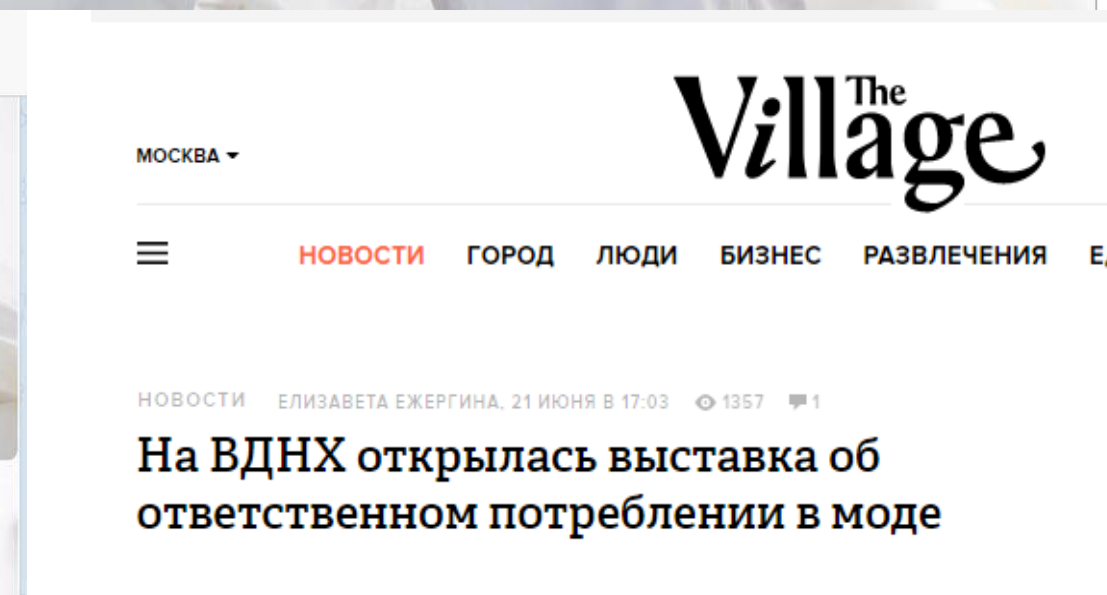 The
Village
МОСКВА
НОВОСТИ ГОРОД ЛЮДИ БИЗНЕС РАЗВЛЕЧЕНИЯ
НОВОСТИ ЕЛИЗАВЕТА ЕЖЕРГИНА, 21 ИЮНЯ В 17:03 1357 1
На ВДНХ открылась выставка об
ответственном потреблении в моде